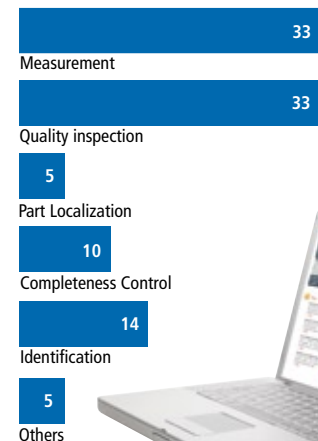 33
Measurement
33
Quality inspection
5
Part Localization
10
Completeness Control
14
Identification
5
Others